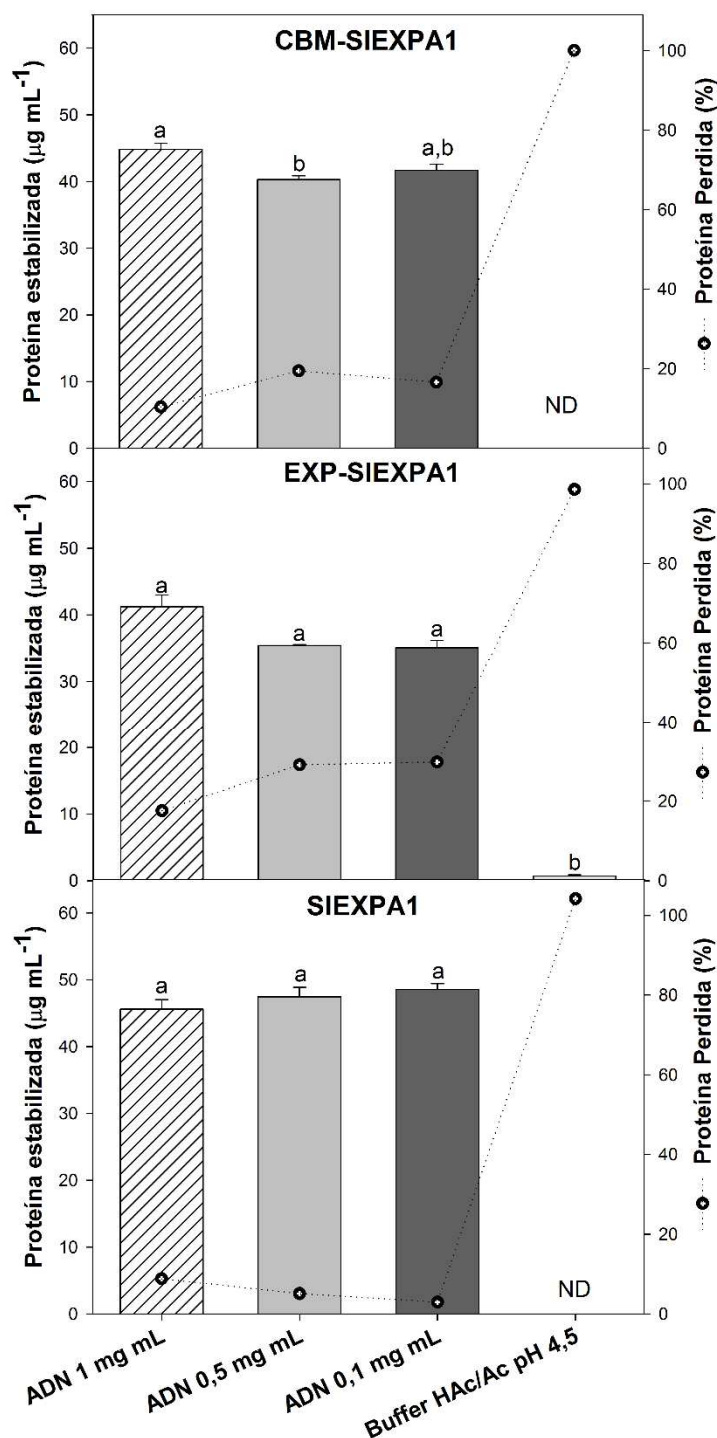 CBM-SIEXPA1
Proteína estabilizada (µg mL-1)
60
50
40
30
20
10
0
a
b
a,b
ND
100
80
60
40
20
0
Proteína Perdida (%)
EXP-SIEXPA1
Proteína estabilizada (µg mL-1)
60
50
40
30
20
10
0
a
a
a
b
100
80
60
40
20
0
Proteína Perdida (%)
SIEXPA1
Proteína estabilizada (µg mL-1)
60
50
40
30
20
10
0
a
a
a
ND
100
80
60
40
20
0
Proteína Perdida (%)
ADN 1 mg mL
ADN 0,5 mg mL
ADN 0,1 mg mL
Buffer HAc/Ac pH 4,5